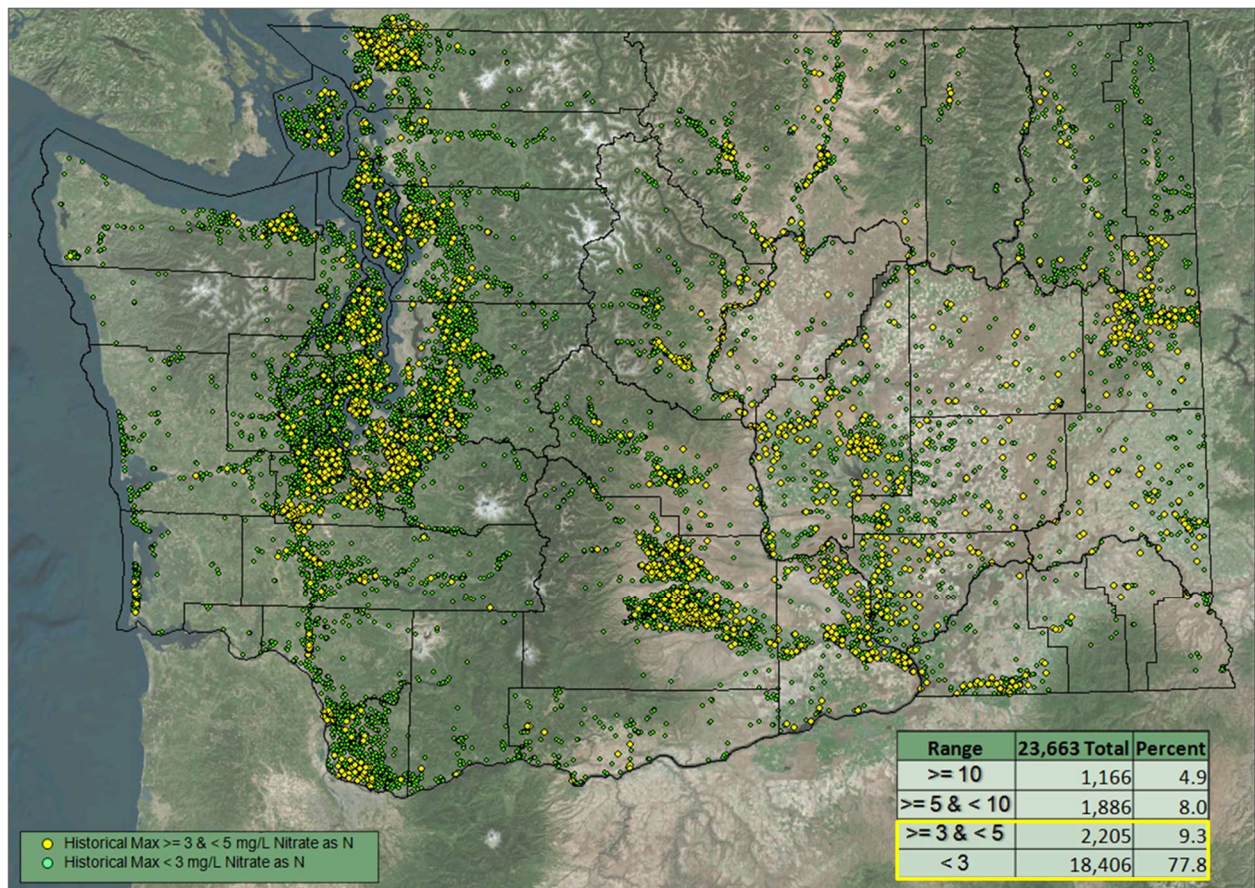 Range 23,663 Total Percent
>= 10 1,166 4.9
>= 5 & < 10 1,886 8.0
>= 3 & < 5 2,205 9.3
< 3 18,406 77.8
Historical Max >= 3 & < 5 mg/L Nitrate as N
Historical Max < 3 mg/L Nitrate as N